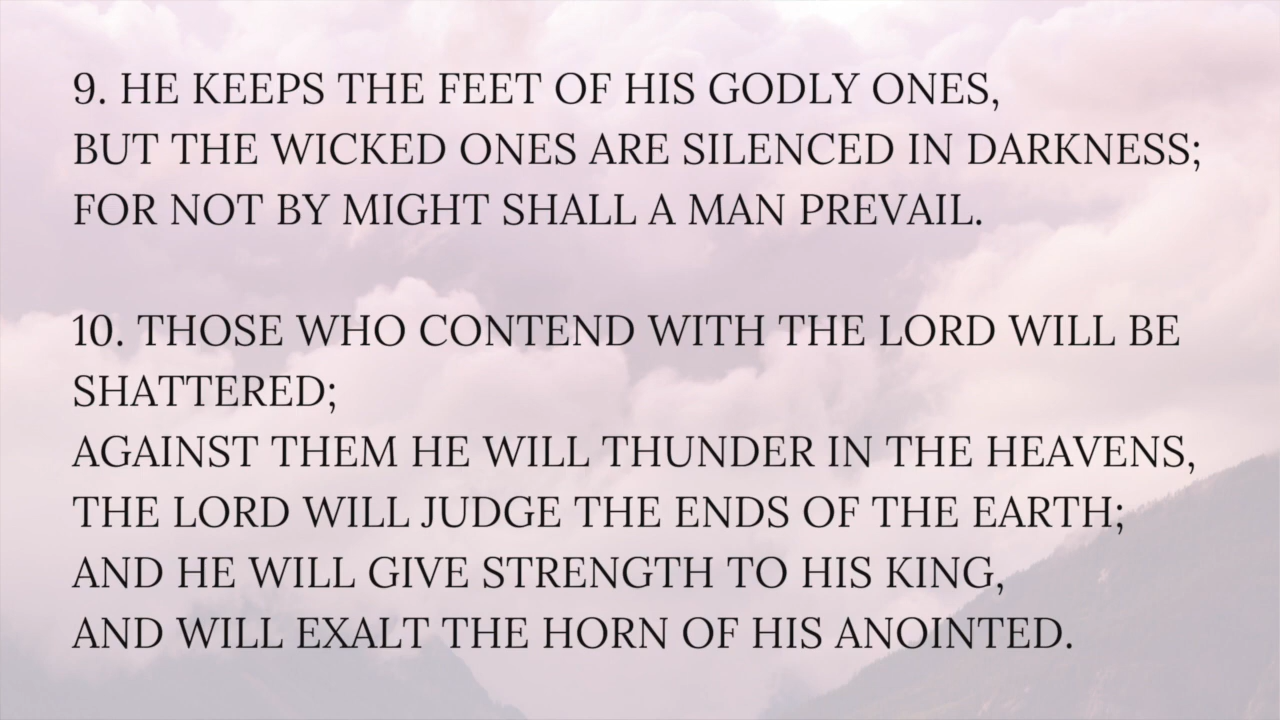 9. HE KEEPS THE FEET OF HIS GODLY ONES,
BUT THE WICKED ONES ARE SILENCED IN DARKNESS;
FOR NOT BY MIGHT SHALL A MAN PREVAIL.
10. THOSE WHO CONTEND WITH THE LORD WILL BE
SHATTERED;
AGAINST THEM HE WILL THUNDER IN THE HEAVENS,
THE LORD WILL JUDGE THE ENDS OF THE EARTH;
AND HE WILL GIVE STRENGTH TO HIS KING,
AND WILL EXALT THE HORN OF HIS ANOINTED.